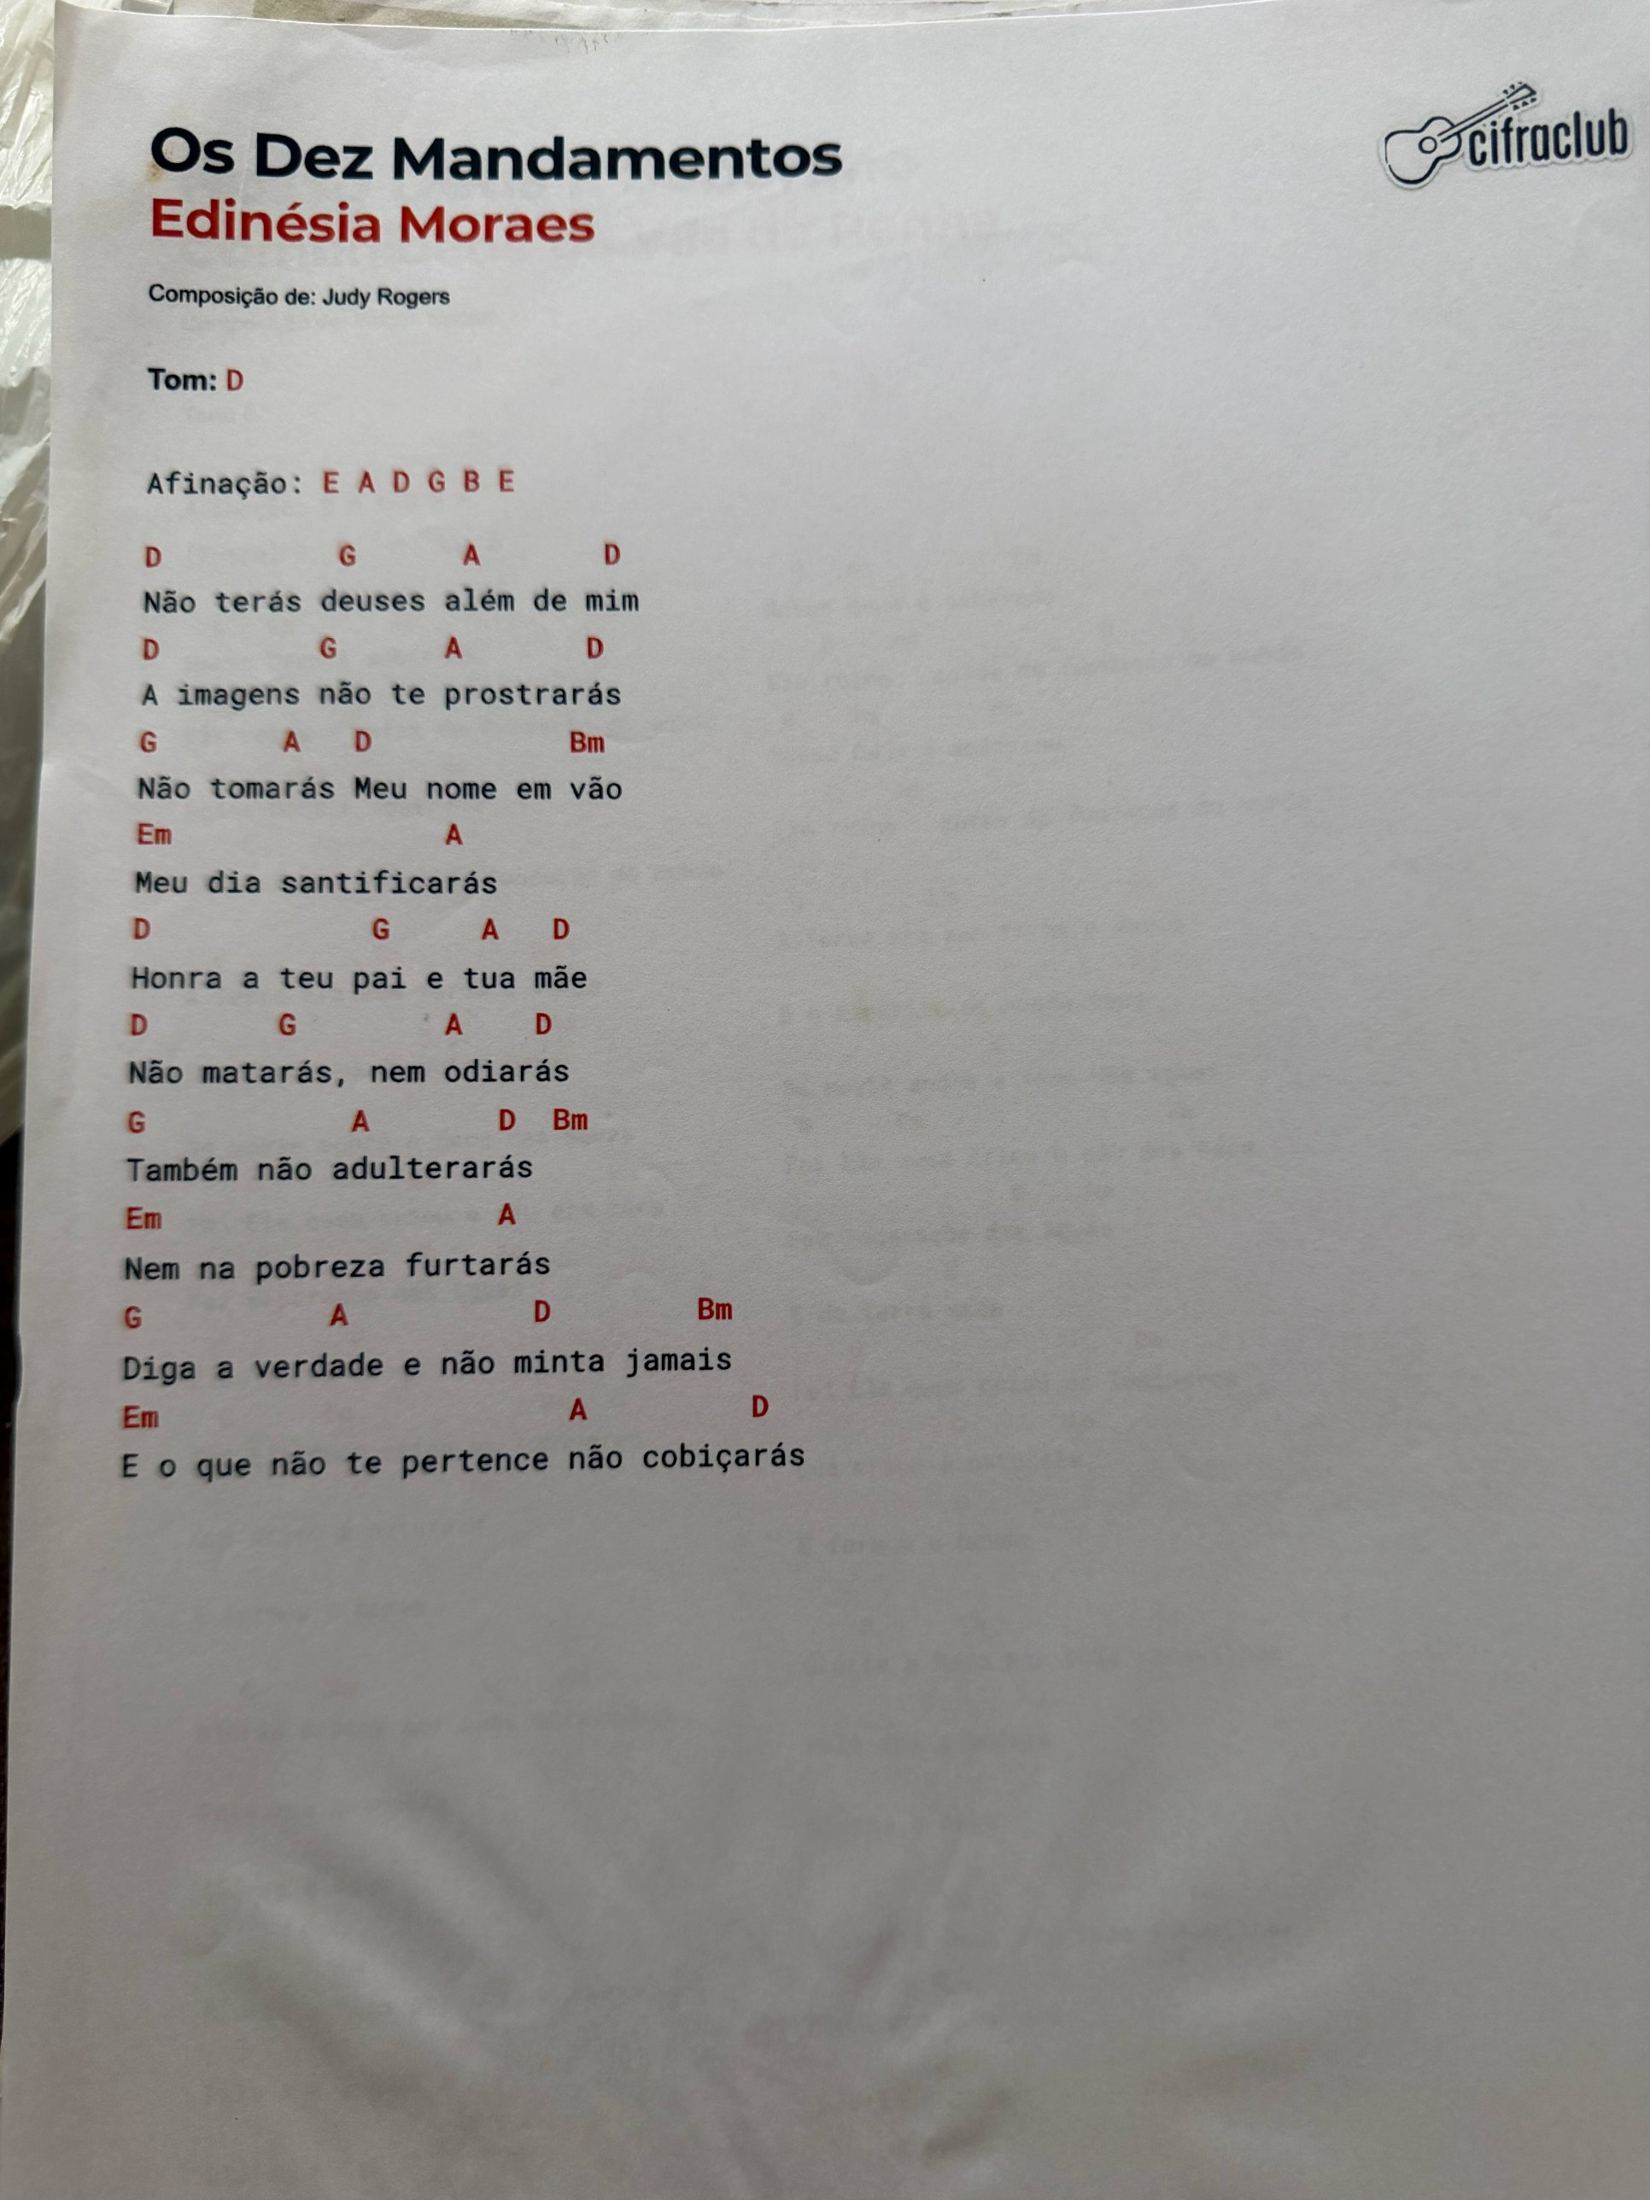 Os Dez Mandamentos
cifraclub
Edinésia Moraes
Composição de: Judy Rogers
Tom: D
Afinação: E A D G B E
D G A D
Não terás deuses além de mim
D G A D
A imagens não te prostrarás
G A D Bm
Não tomarás Meu nome em vão
Em A
Meu dia santificarás
D G A D
Honra a teu pai e tua mãe
D G A D
Não matarás, nem odiarás
G A D Bm
Também não adulterarás
Em A
Nem na pobreza furtarás
G A D Bm
Diga a verdade e não minta jamais
Em A D
E o que não te pertence não cobiçarás